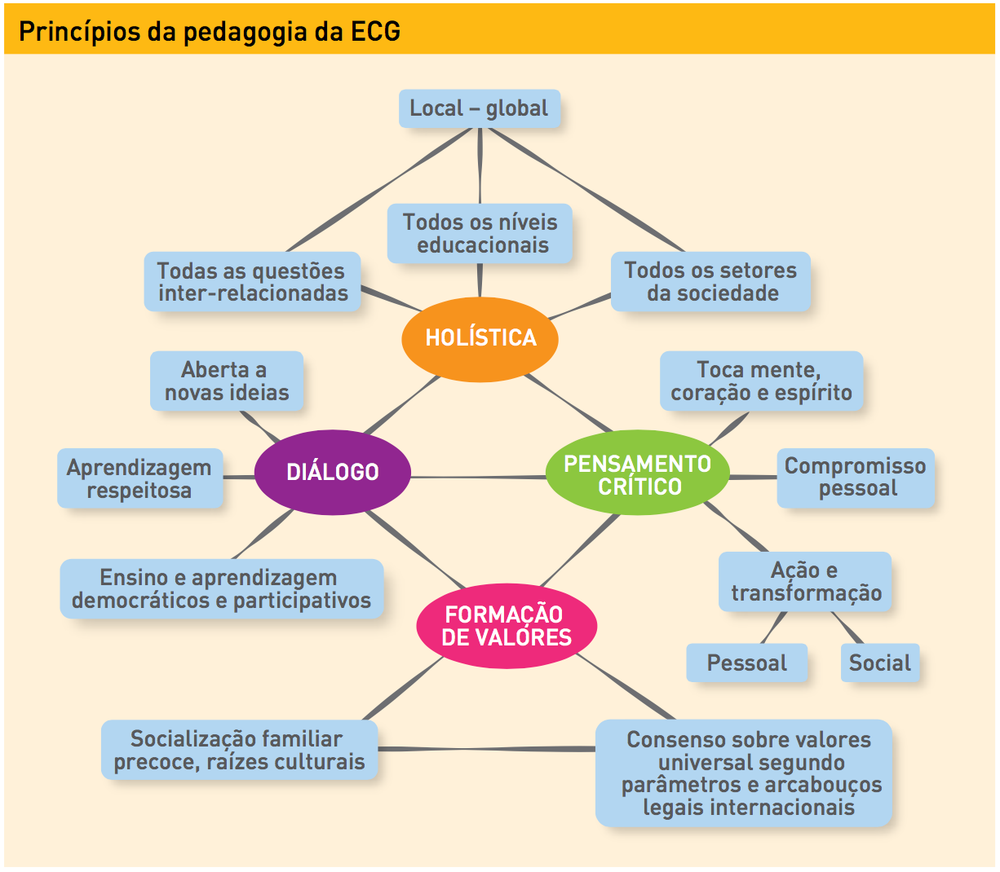 Princípios da pedagogia da ECG
Local – global
Todos os níveis
educacionais
Todas as questões
inter-relacionadas
Todos os setores
da sociedade
HOLÍSTICA
Aberta a
novas ideias
Toca mente,
coração e espírito
Aprendizagem
respeitosa
DIÁLOGO
PENSAMENTO
CRÍTICO
Compromisso
pessoal
Ensino e aprendizagem
democráticos e participativos
Ação e
transformação
FORMAÇÃO
DE VALORES
Pessoal
Social
Socialização familiar
precoce, raízes culturais
Consenso sobre valores
universal segundo
parâmetros e arcabouços
legais internacionais